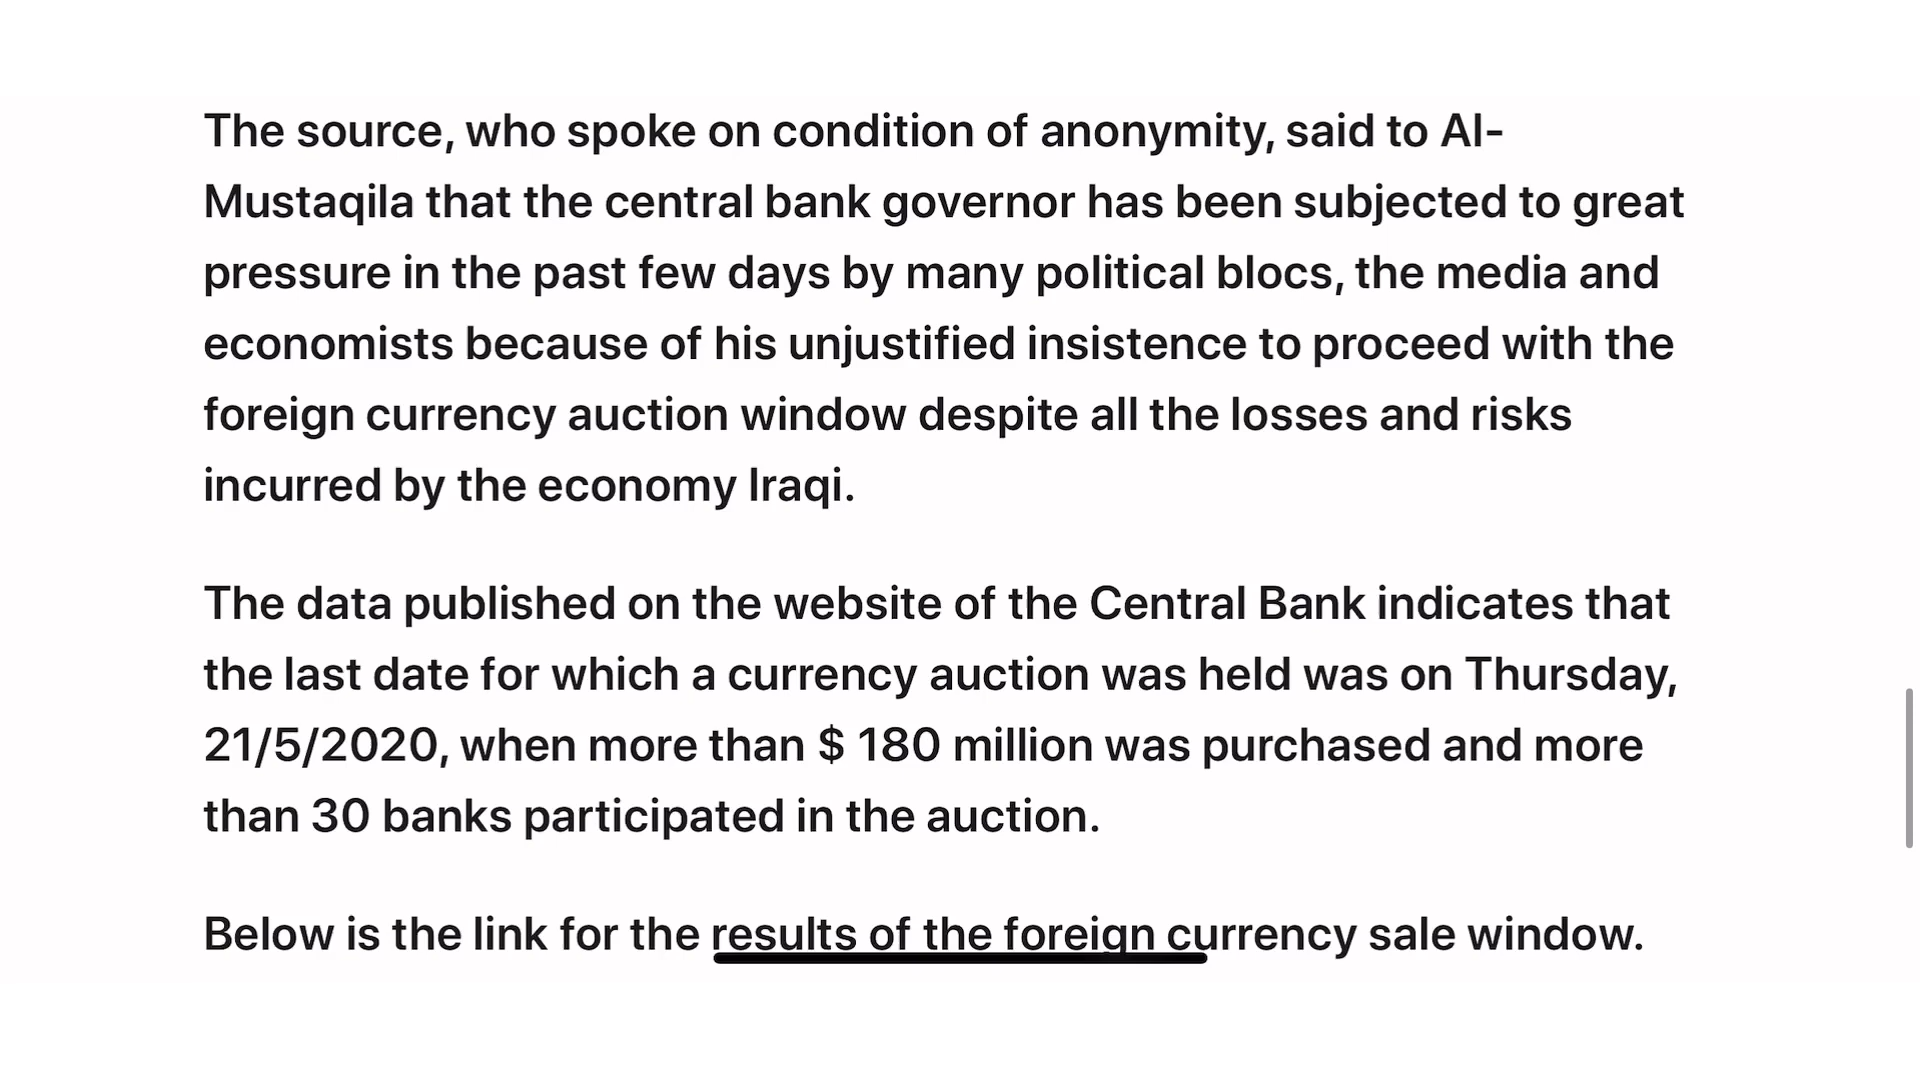 The source, who spoke on condition of anonymity, said to Al-
Mustaqila that the central bank governor has been subjected to great
pressure in the past few days by many political blocs, the media and
economists because of his unjustified insistence to proceed with the
foreign currency auction window despite all the losses and risks
incurred by the economy Iraqi.
The data published on the website of the Central Bank indicates that
the last date for which a currency auction was held was on Thursday,
21/5/2020, when more than $ 180 million was purchased and more
than 30 banks participated in the auction.
Below is the link for the results of the foreign currency sale window.